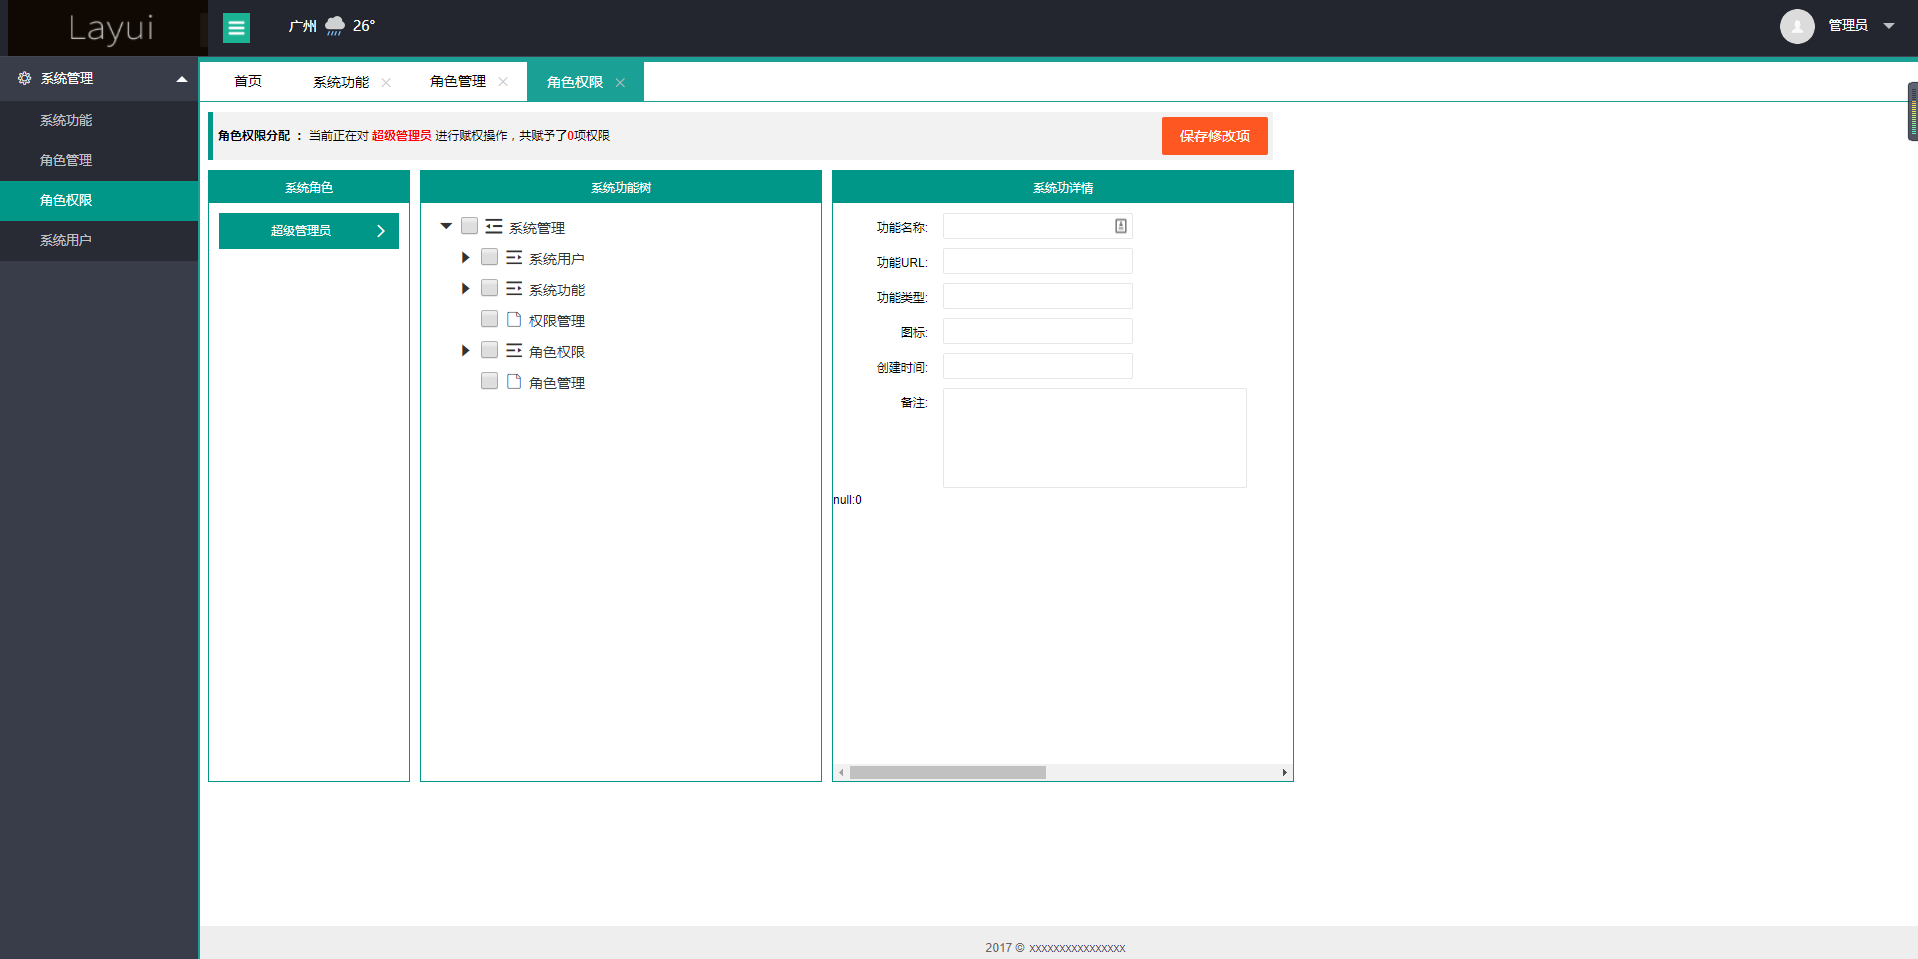 Layui
广州 26°
管理员
系统管理
系统功能
角色管理
角色权限
系统用户
首页 系统功能 角色管理 角色权限
角色权限分配 ： 当前正在对 超级管理员 进行赋权操作，共赋予了0项权限
保存修改项
系统角色
超级管理员
系统功能树
系统管理
系统用户
系统功能
权限管理
角色权限
角色管理
系统功详情
功能名称:
功能URL:
功能类型:
图标:
创建时间:
备注:
null:0
2017 © xxxxxxxxxxxxxxxx